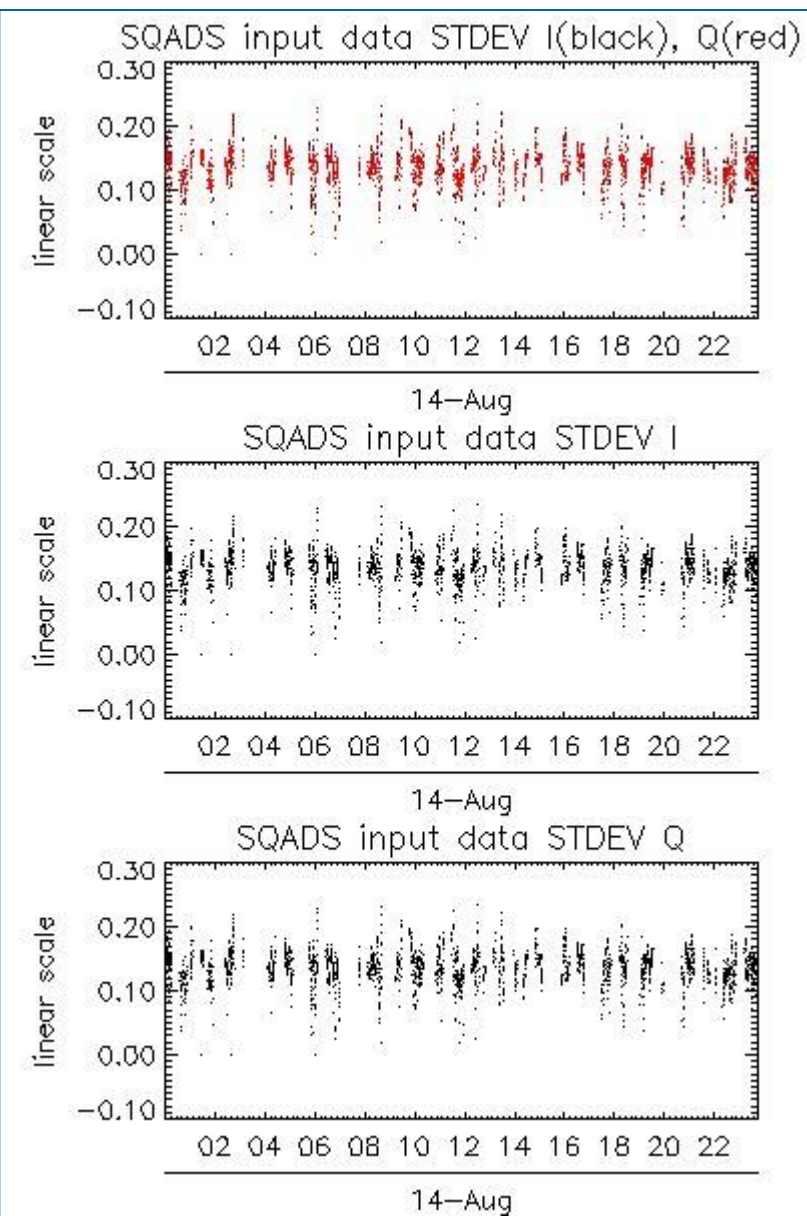 SQADS input data STDEV I(black), Q(red)
0.30
0.20
0.10
0.00
−0.10
linear scale
02 04 06 08 10 12 14 16 18 20 22
14−Aug
SQADS input data STDEV I
0.30
0.20
0.10
0.00
−0.10
linear scale
02 04 06 08 10 12 14 16 18 20 22
14−Aug
SQADS input data STDEV Q
0.30
0.20
0.10
0.00
−0.10
linear scale
02 04 06 08 10 12 14 16 18 20 22
14−Aug